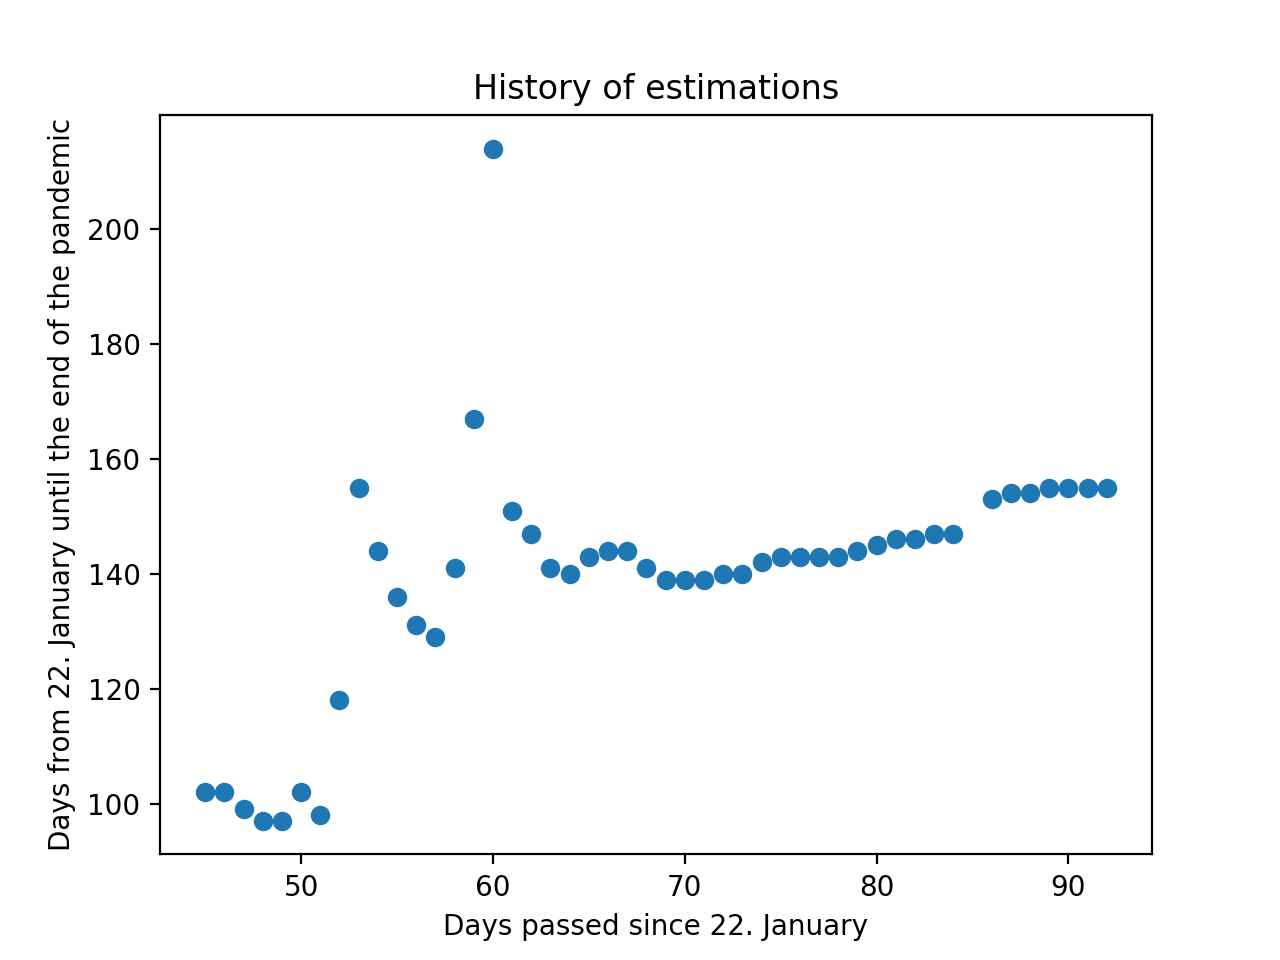 History of estimations
Days from 22. January until the end of the pandemic
200
180
160
140
120
100
50 60 70 80 90
Days passed since 22. January